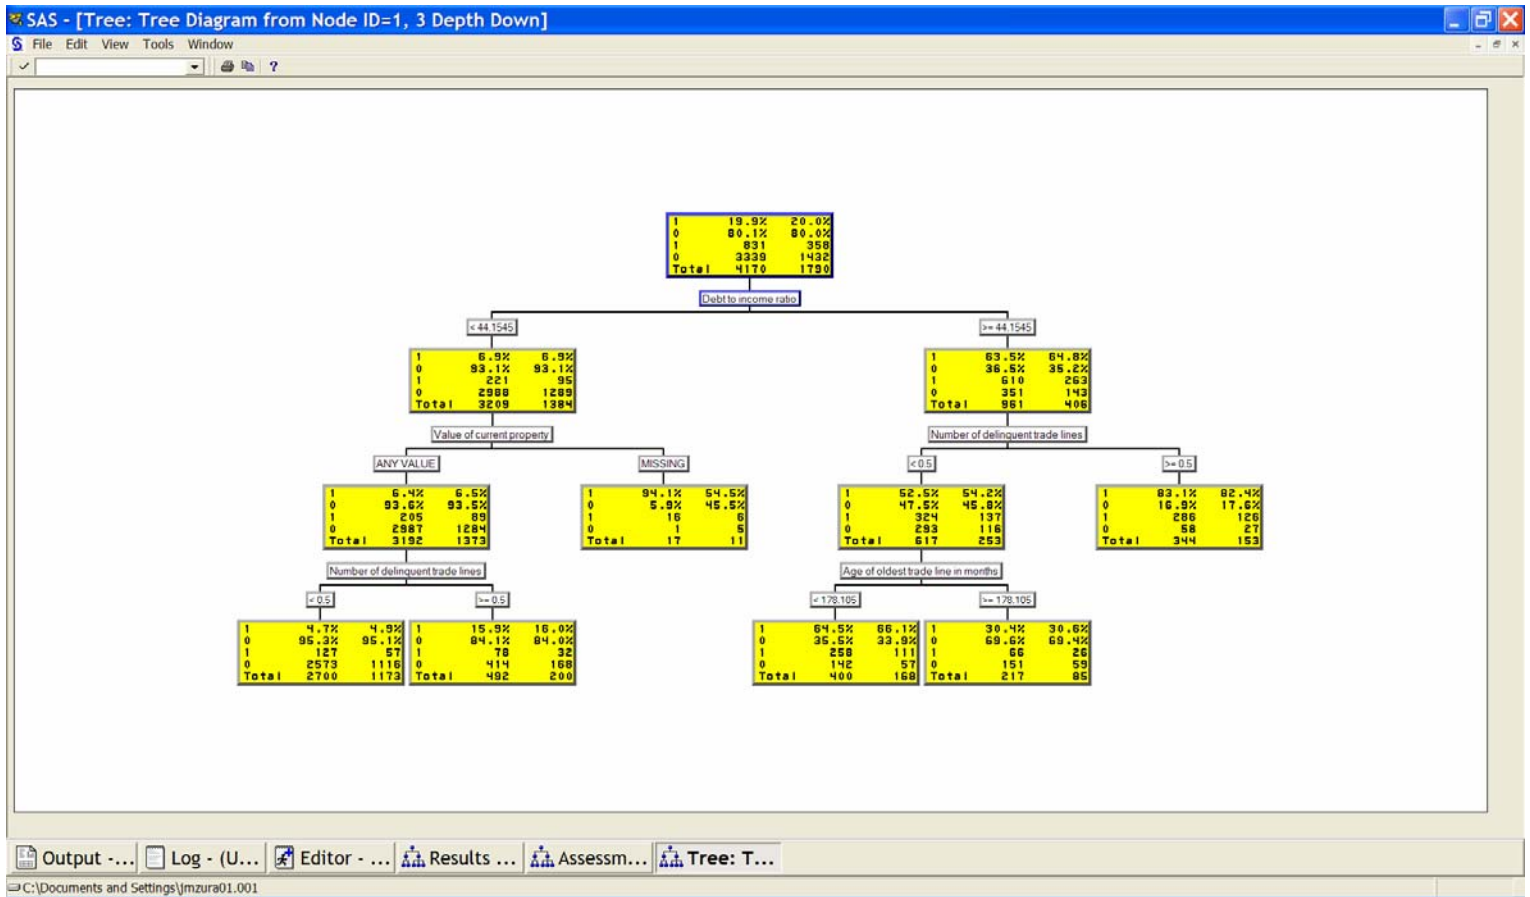 SAS - [Tree: Tree Diagram from Node ID=1, 3 Depth Down]
File Edit View Tools Window
1 19.9% 20.0%
0 80.1% 80.0%
1 831 358
0 3339 1432
Total 4170 1790
Debt to income ratio
< 44.1545
>= 44.1545
1 6.9% 6.9%
0 93.1% 93.1%
1 221 95
0 2988 1289
Total 3209 1384
1 63.5% 64.8%
0 36.5% 35.2%
1 610 263
0 351 143
Total 961 406
Value of current property
Number of delinquent trade lines
ANY VALUE
MISSING
< 0.5
>= 0.5
1 6.4% 6.5%
0 93.6% 93.5%
1 205 89
0 2987 1284
Total 3192 1373
1 94.1% 54.5%
0 5.9% 45.5%
1 16 6
0 1 5
Total 17 11
1 52.5% 54.2%
0 47.5% 45.8%
1 324 137
0 293 116
Total 617 253
1 83.1% 82.4%
0 16.9% 17.6%
1 286 126
0 58 27
Total 344 153
Number of delinquent trade lines
Age of oldest trade line in months
< 0.5
>= 0.5
< 178.105
>= 178.105
1 4.7% 4.9%
0 95.3% 95.1%
1 127 57
0 2573 1116
Total 2700 1173
1 15.9% 16.0%
0 84.1% 84.0%
1 78 32
0 414 168
Total 492 200
1 64.5% 66.1%
0 35.5% 33.9%
1 258 111
0 142 57
Total 400 168
1 30.4% 30.6%
0 69.6% 69.4%
1 66 26
0 151 59
Total 217 85
Output -... Log - (U... Editor - ... Results ... Assessm... Tree: T...
C:\Documents and Settings\jmzura01.001